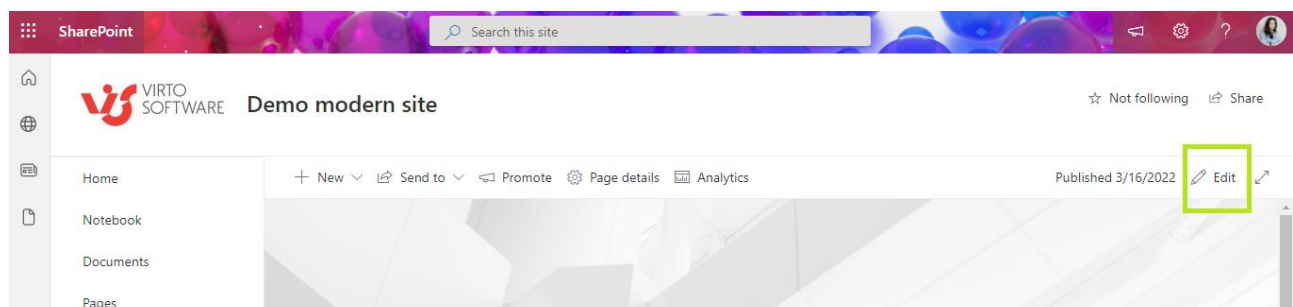 SharePoint
Search this site
?
VIRTO
SOFTWARE
Demo modern site
Not following
Share
Home
New
Send to
Promote
Page details
Analytics
Published 3/16/2022
Edit
Notebook
Documents
Pages